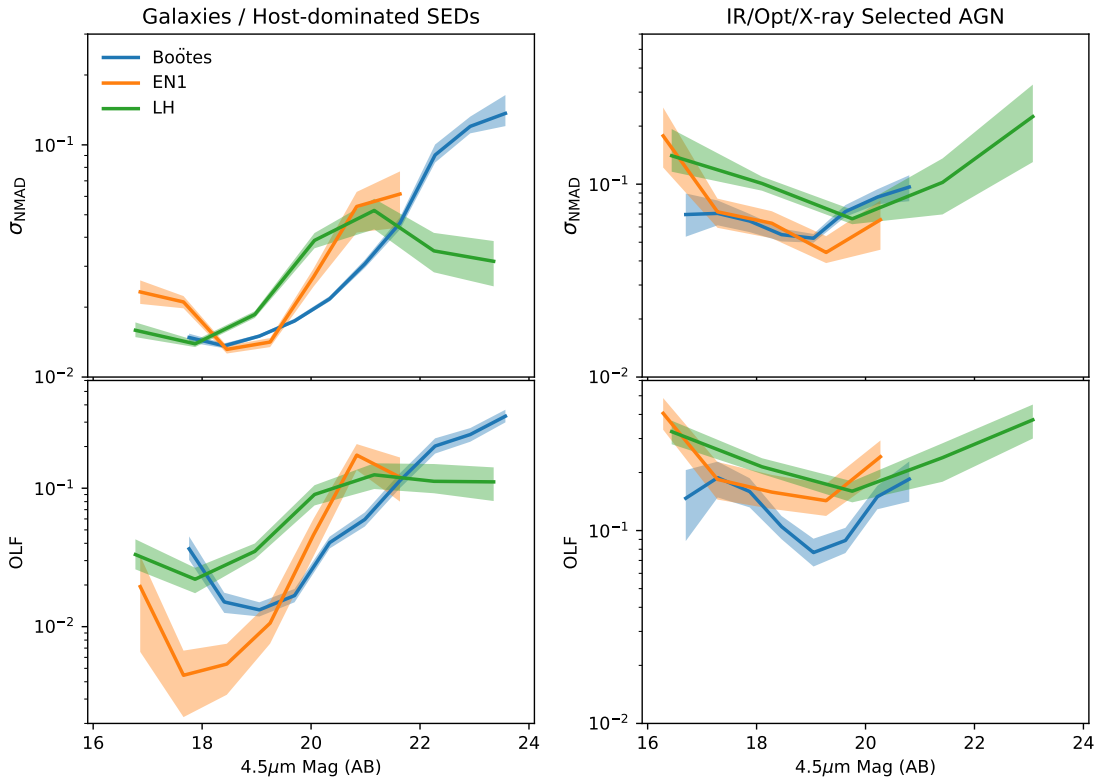 Galaxies / Host-dominated SEDs
Boötes
EN1
LH
10⁻¹
10⁻²
σNMAD
IR/Opt/X-ray Selected AGN
10⁻¹
10⁻²
σNMAD
10⁻¹
10⁻²
OLF
16 18 20 22 24
4.5μm Mag (AB)
10⁻¹
10⁻²
OLF
16 18 20 22 24
4.5μm Mag (AB)